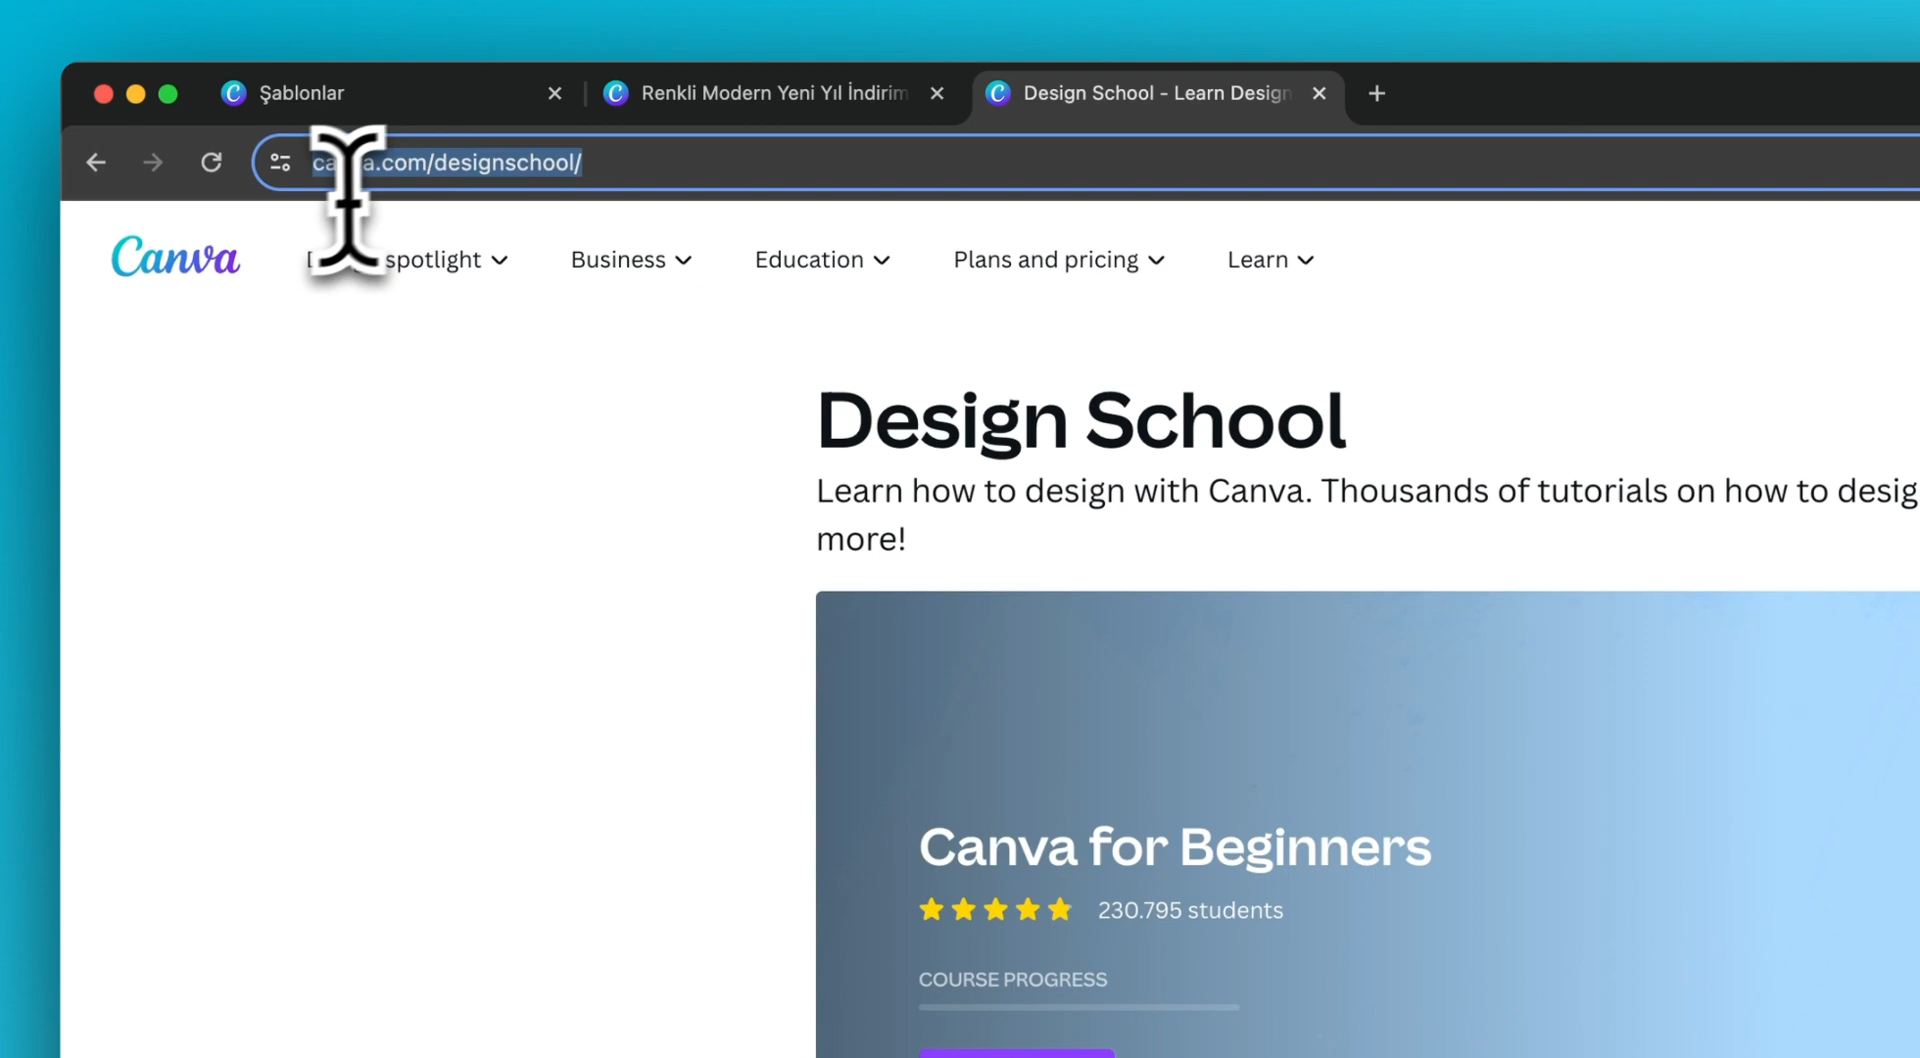 Şablonlar
Renkli Modern Yeni Yıl İndirim
Design School - Learn Design
a.com/designschool/
Canva
spotlight
Business
Education
Plans and pricing
Learn
Design School
Learn how to design with Canva. Thousands of tutorials on how to desig
more!
Canva for Beginners
230.795 students
COURSE PROGRESS